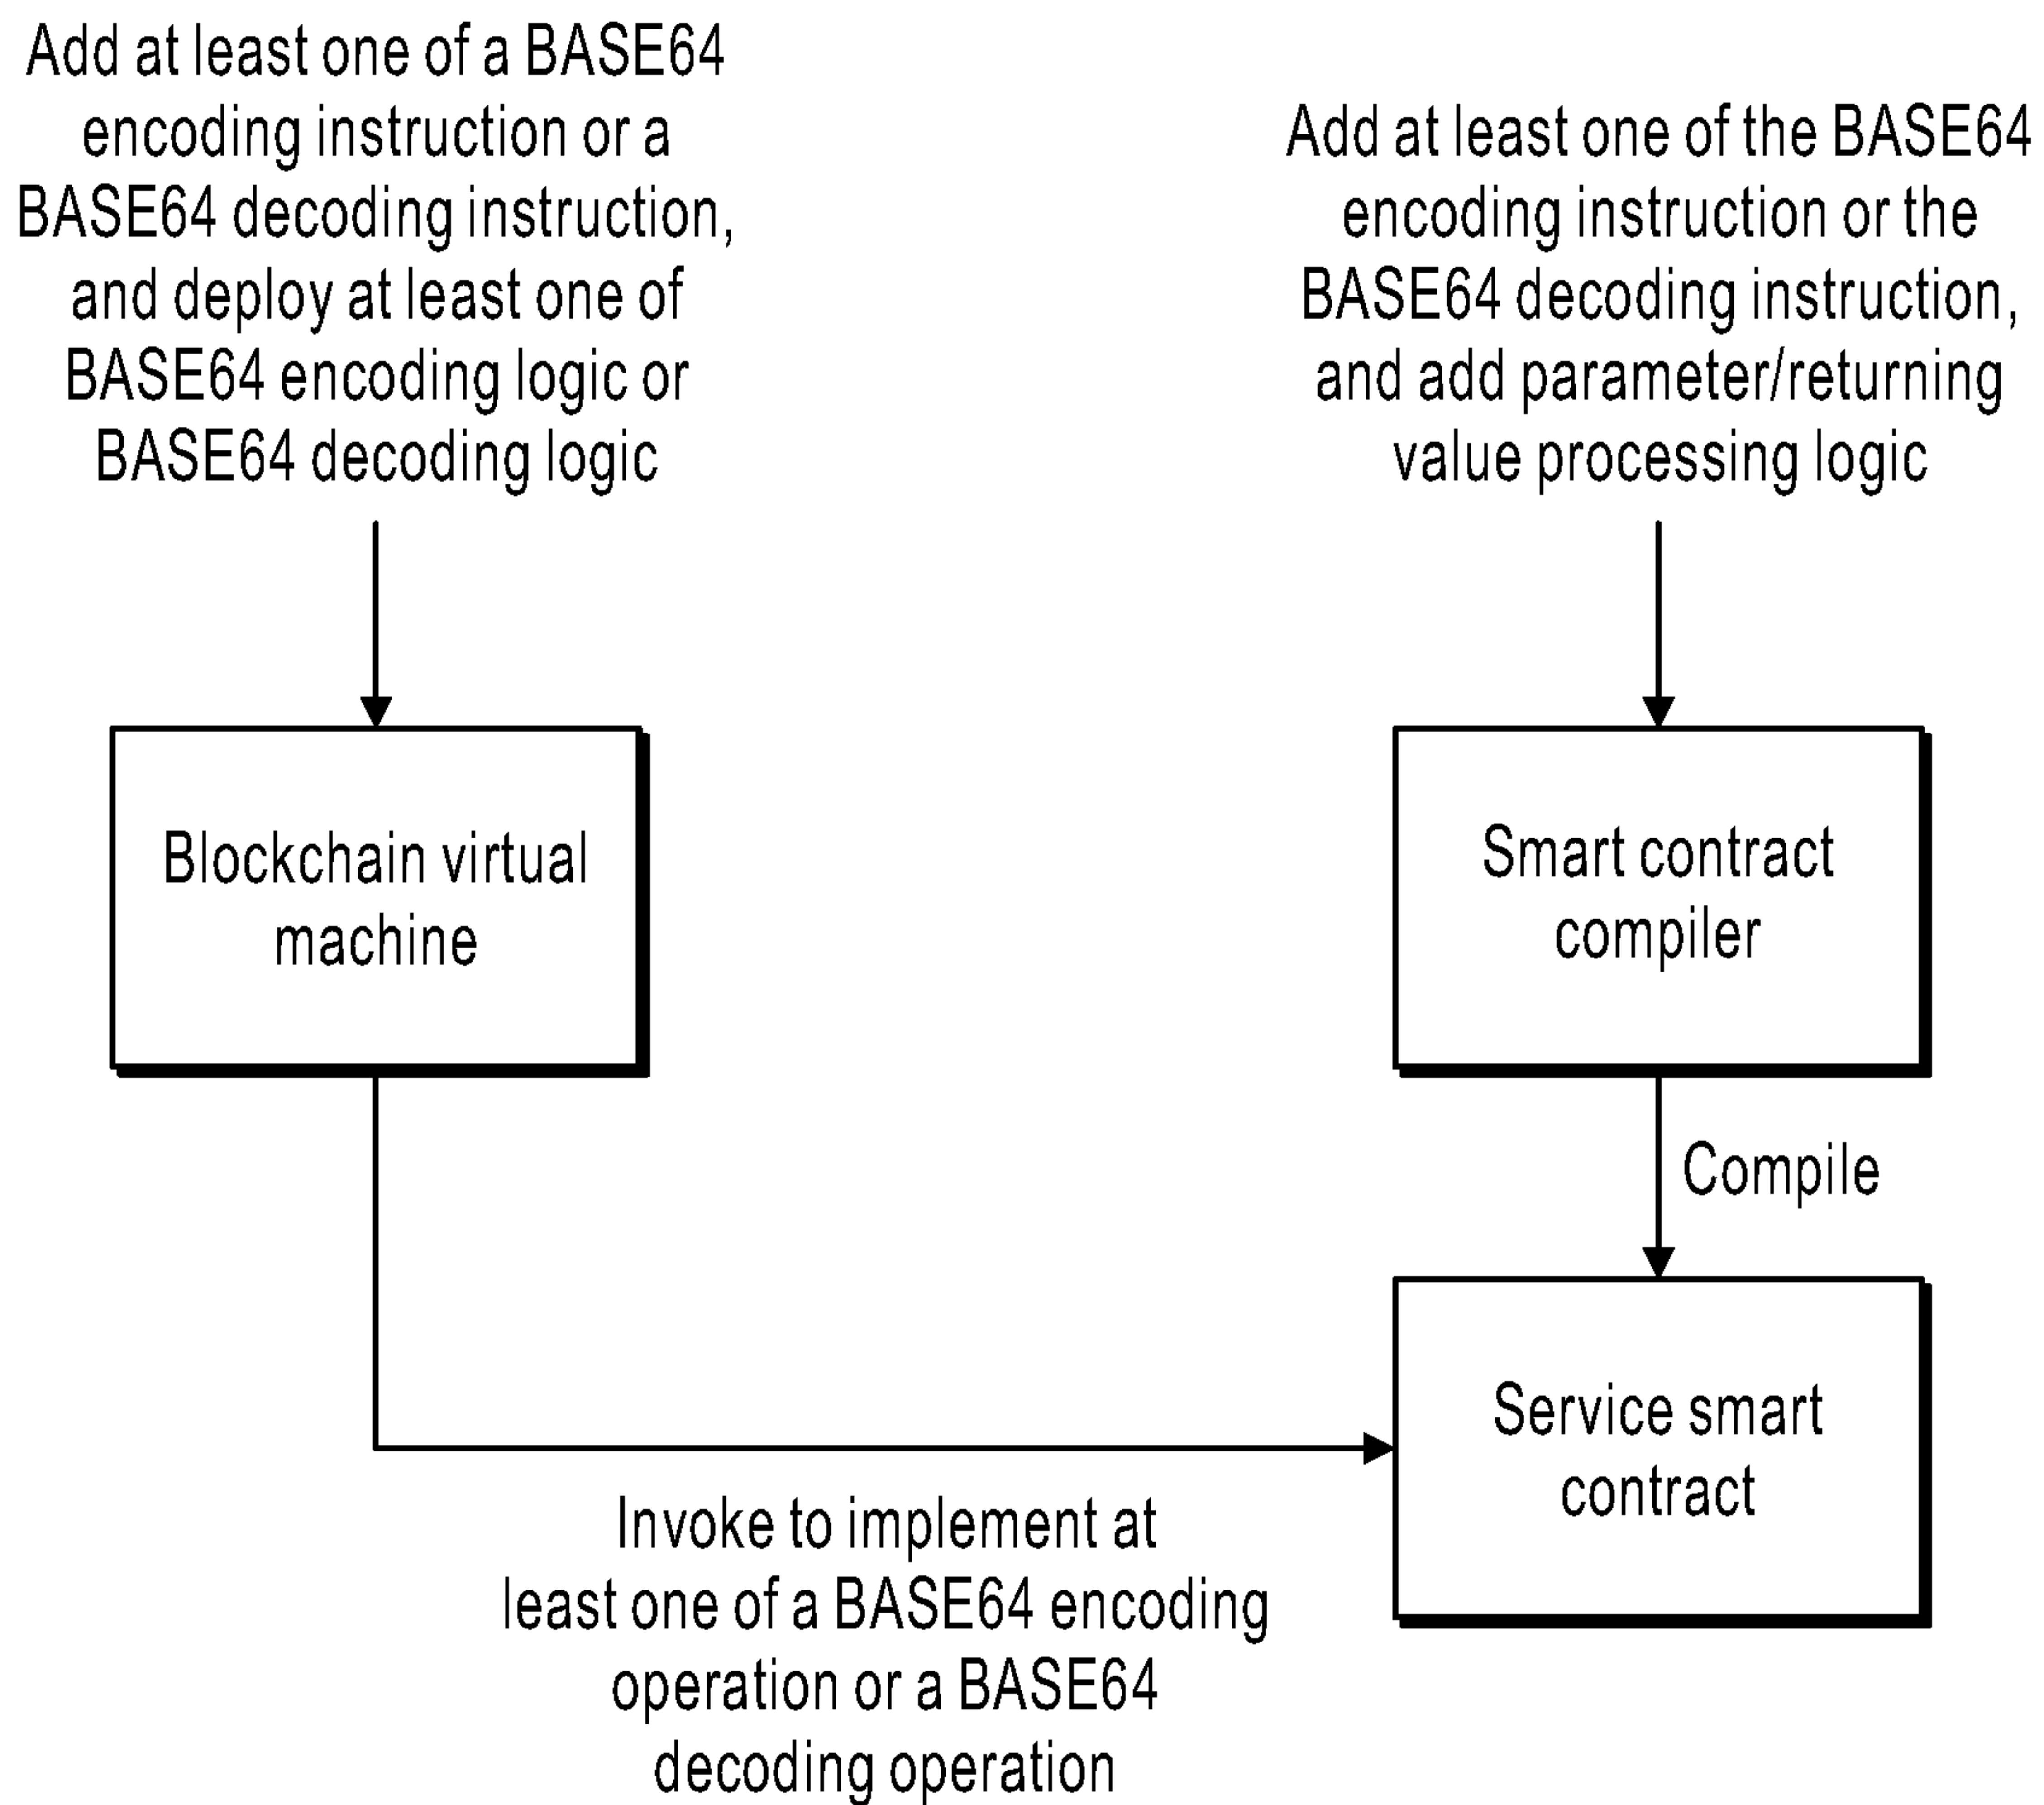 Add at least one of a BASE64
encoding instruction or a
BASE64 decoding instruction,
and deploy at least one of
BASE64 encoding logic or
BASE64 decoding logic
Add at least one of the BASE64
encoding instruction or the
BASE64 decoding instruction,
and add parameter/returning
value processing logic
Blockchain virtual
machine
Smart contract
compiler
Compile
Service smart
contract
Invoke to implement at
least one of a BASE64 encoding
operation or a BASE64
decoding operation